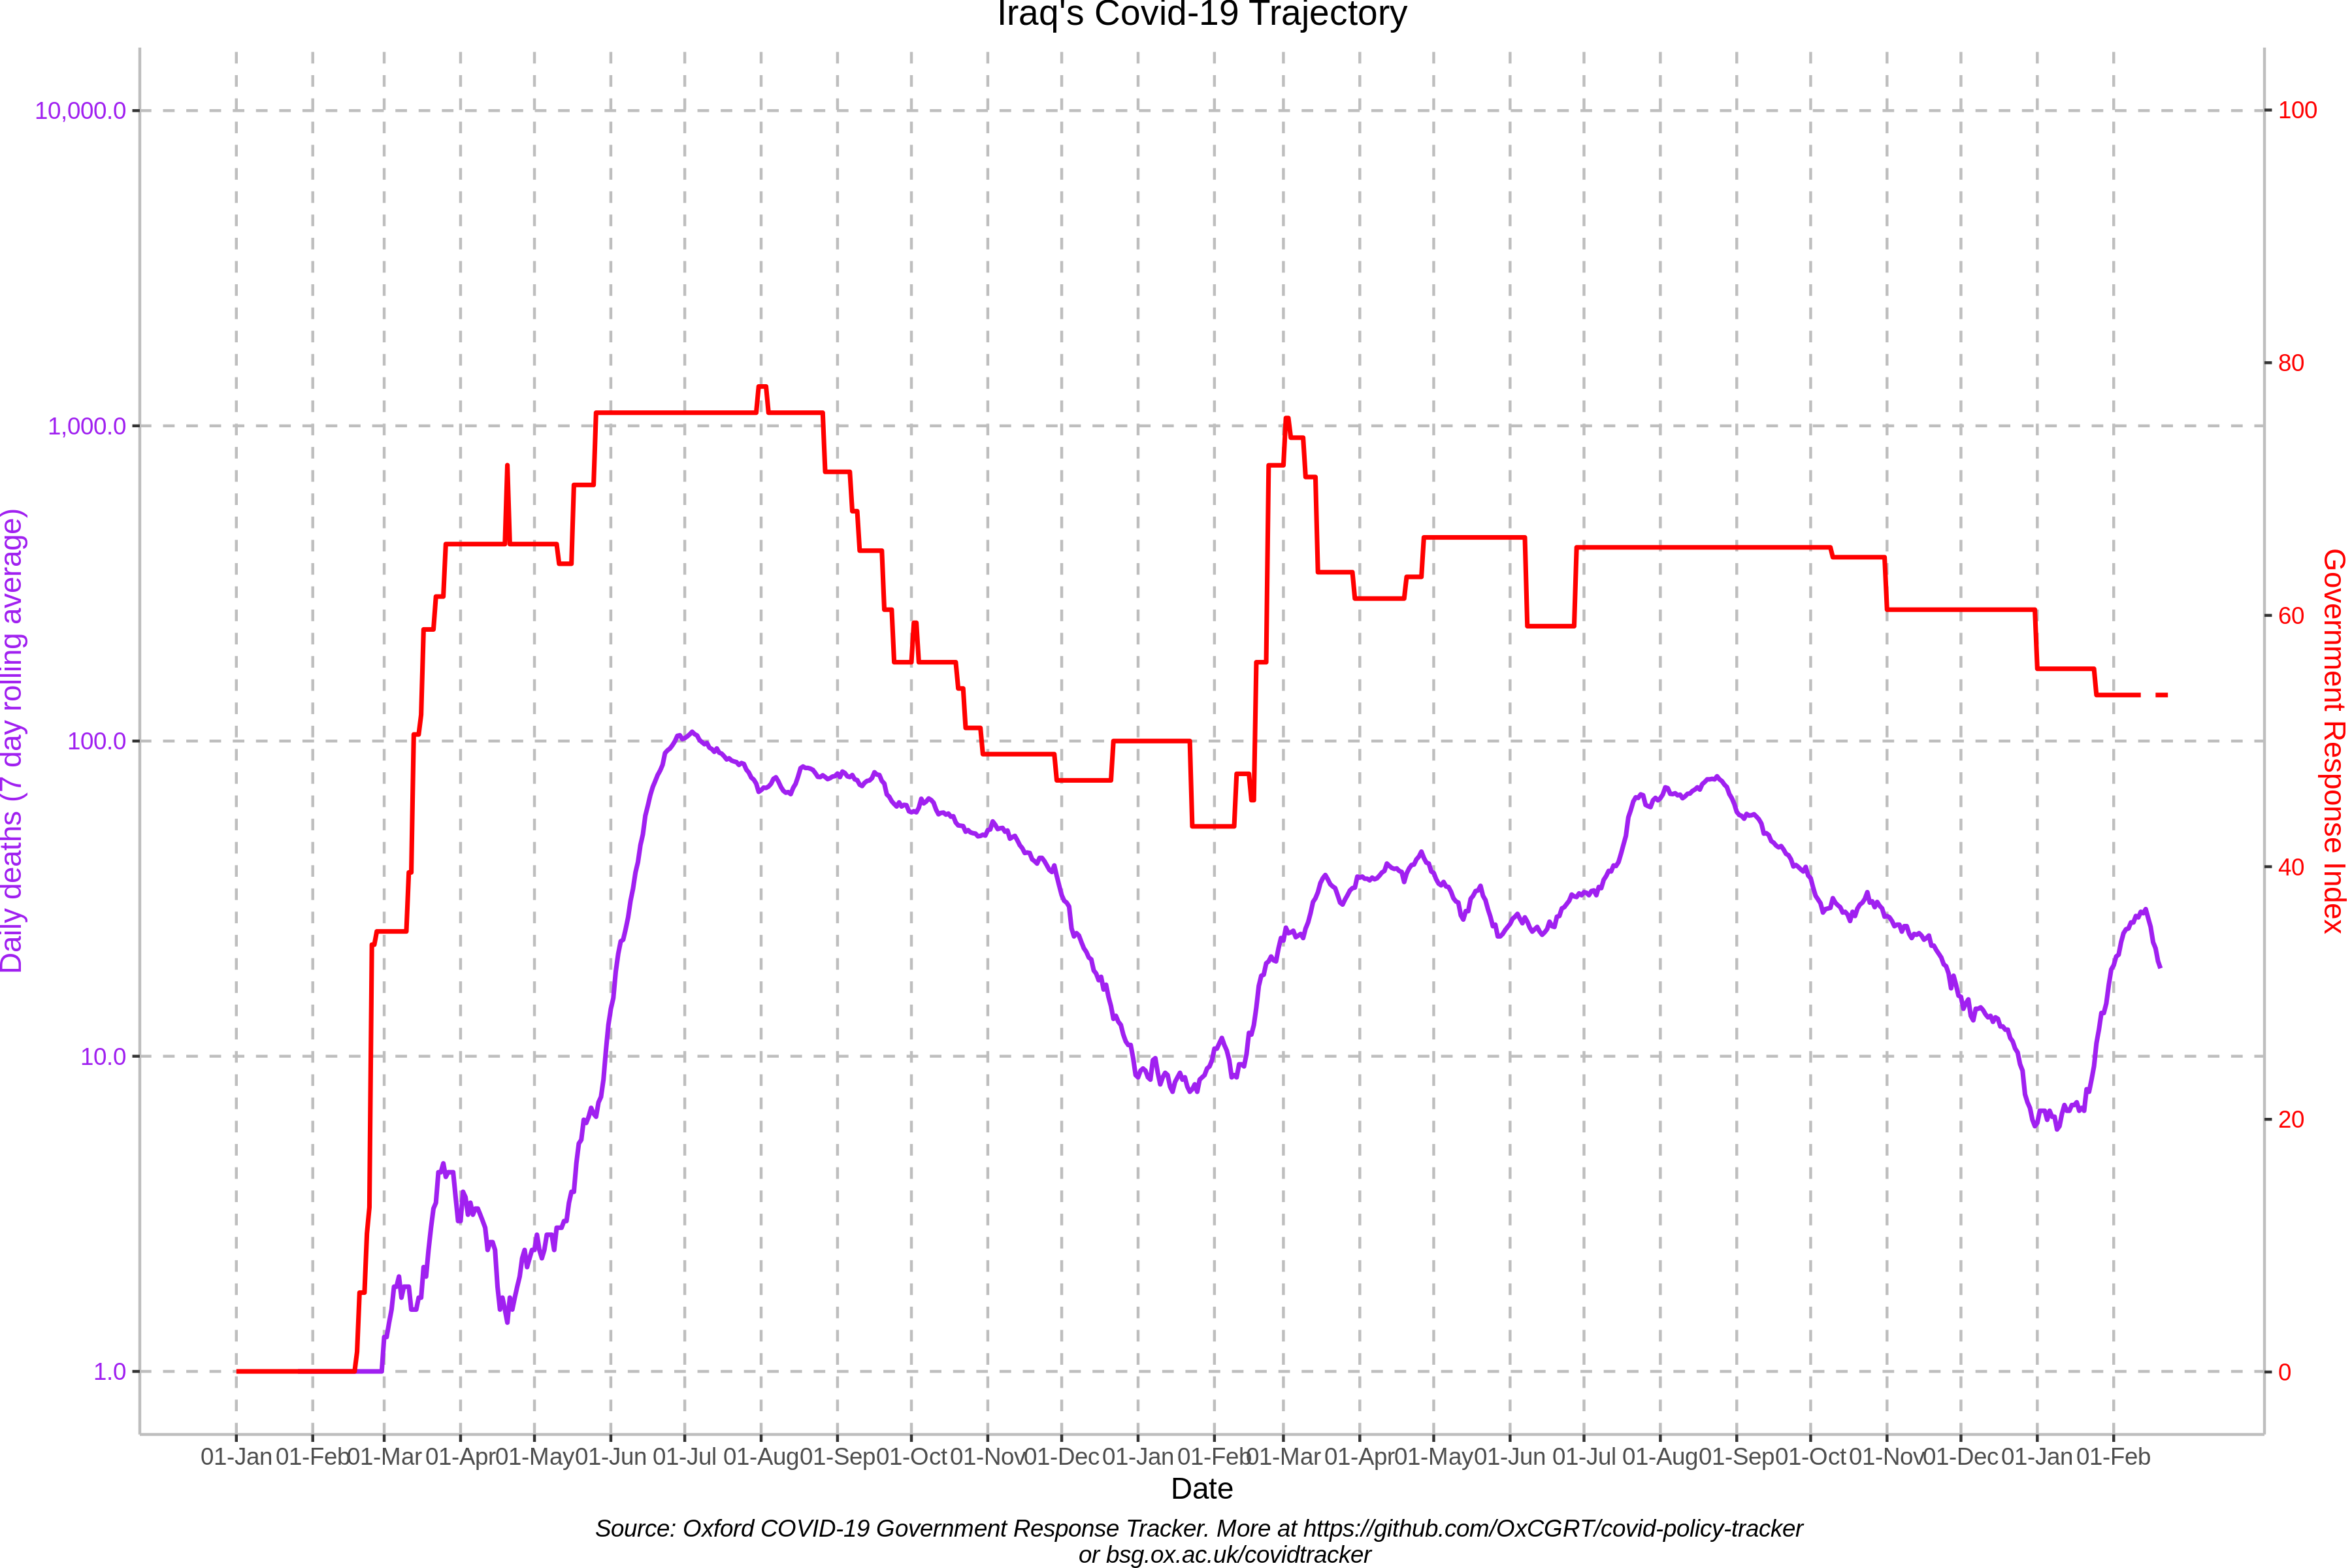 Iraq's Covid-19 Trajectory
10,000.0
1,000.0
100.0
10.0
1.0
Daily deaths (7 day rolling average)
100
80
60
40
20
0
Government Response Index
01-Jan 01-Feb 01-Mar 01-Apr 01-May 01-Jun 01-Jul 01-Aug 01-Sep 01-Oct 01-Nov 01-Dec 01-Jan 01-Feb 01-Mar 01-Apr 01-May 01-Jun 01-Jul 01-Aug 01-Sep 01-Oct 01-Nov 01-Dec 01-Jan 01-Feb
Date
Source: Oxford COVID-19 Government Response Tracker. More at https://github.com/OxCGRT/covid-policy-tracker
or bsg.ox.ac.uk/covidtracker